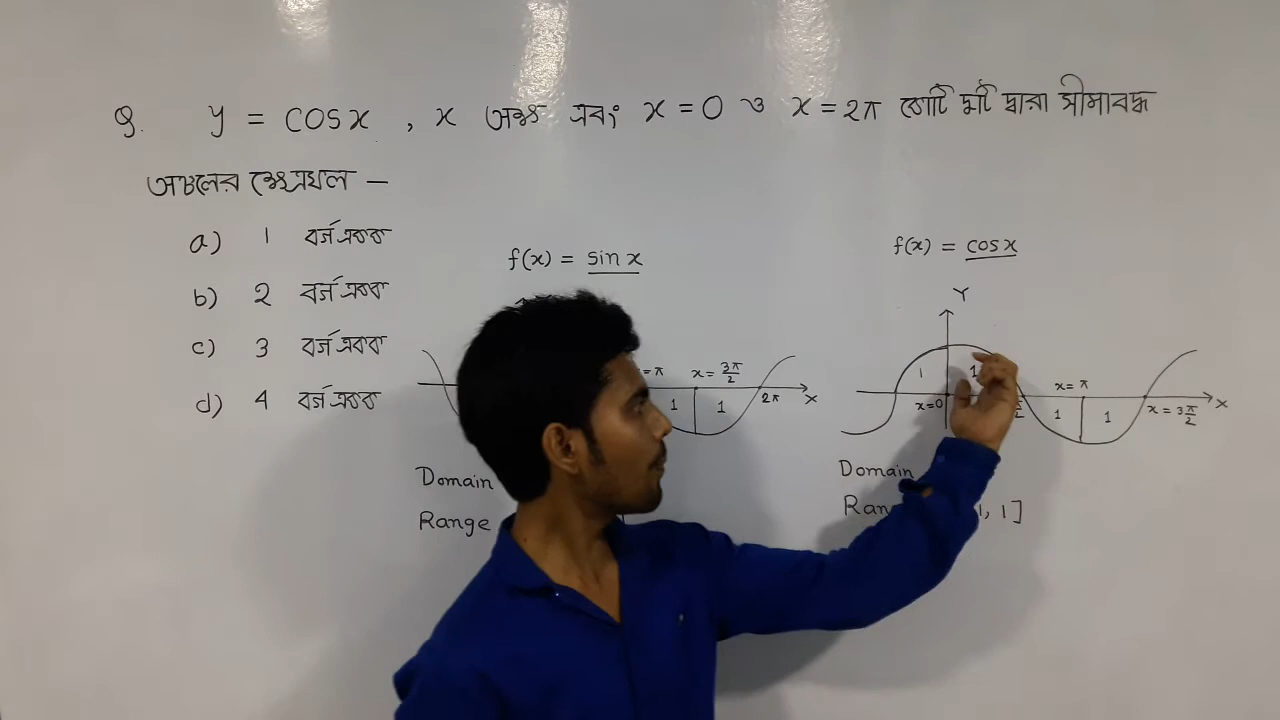 Q. y = cosx , x অক্ষ এবং x = 0 ও x = 2π কোটি দ্বারা সীমাবদ্ধ
অঞ্চলের ক্ষেত্রফল —
a) 1 বর্গ একক
b) 2 বর্গ একক
c) 3 বর্গ একক
d) 4 বর্গ একক
f(x) = sin x
= π x = 3π/2
1 1 2π X
Domain
Range
f(x) = cos x
Y
1 1
x=0 x = π
1 1 x = 3π/2 X
Domain
1, 1]